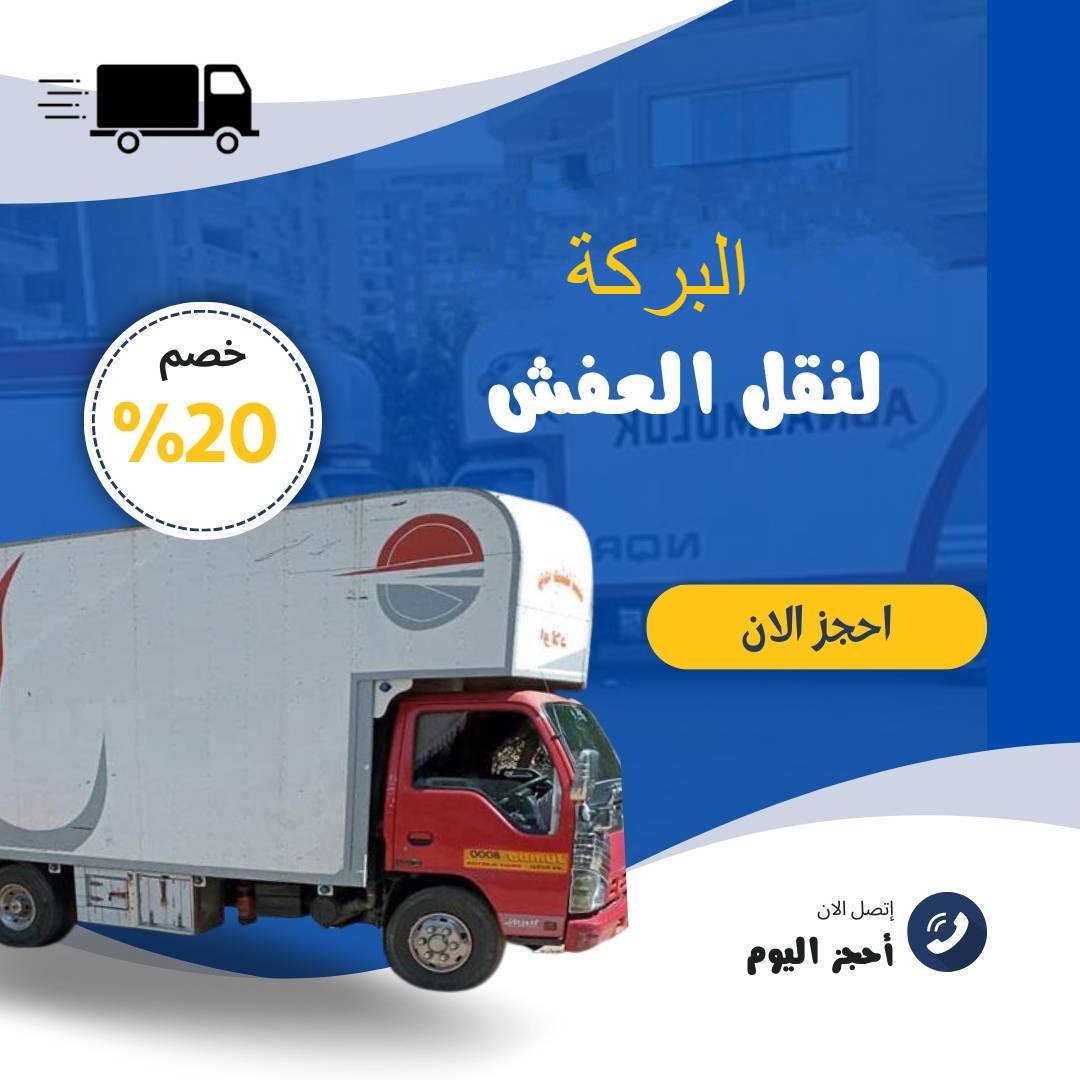 البركة
لنقل العفش
خصم
%20
احجز الان
إتصل الان
أحجز اليوم